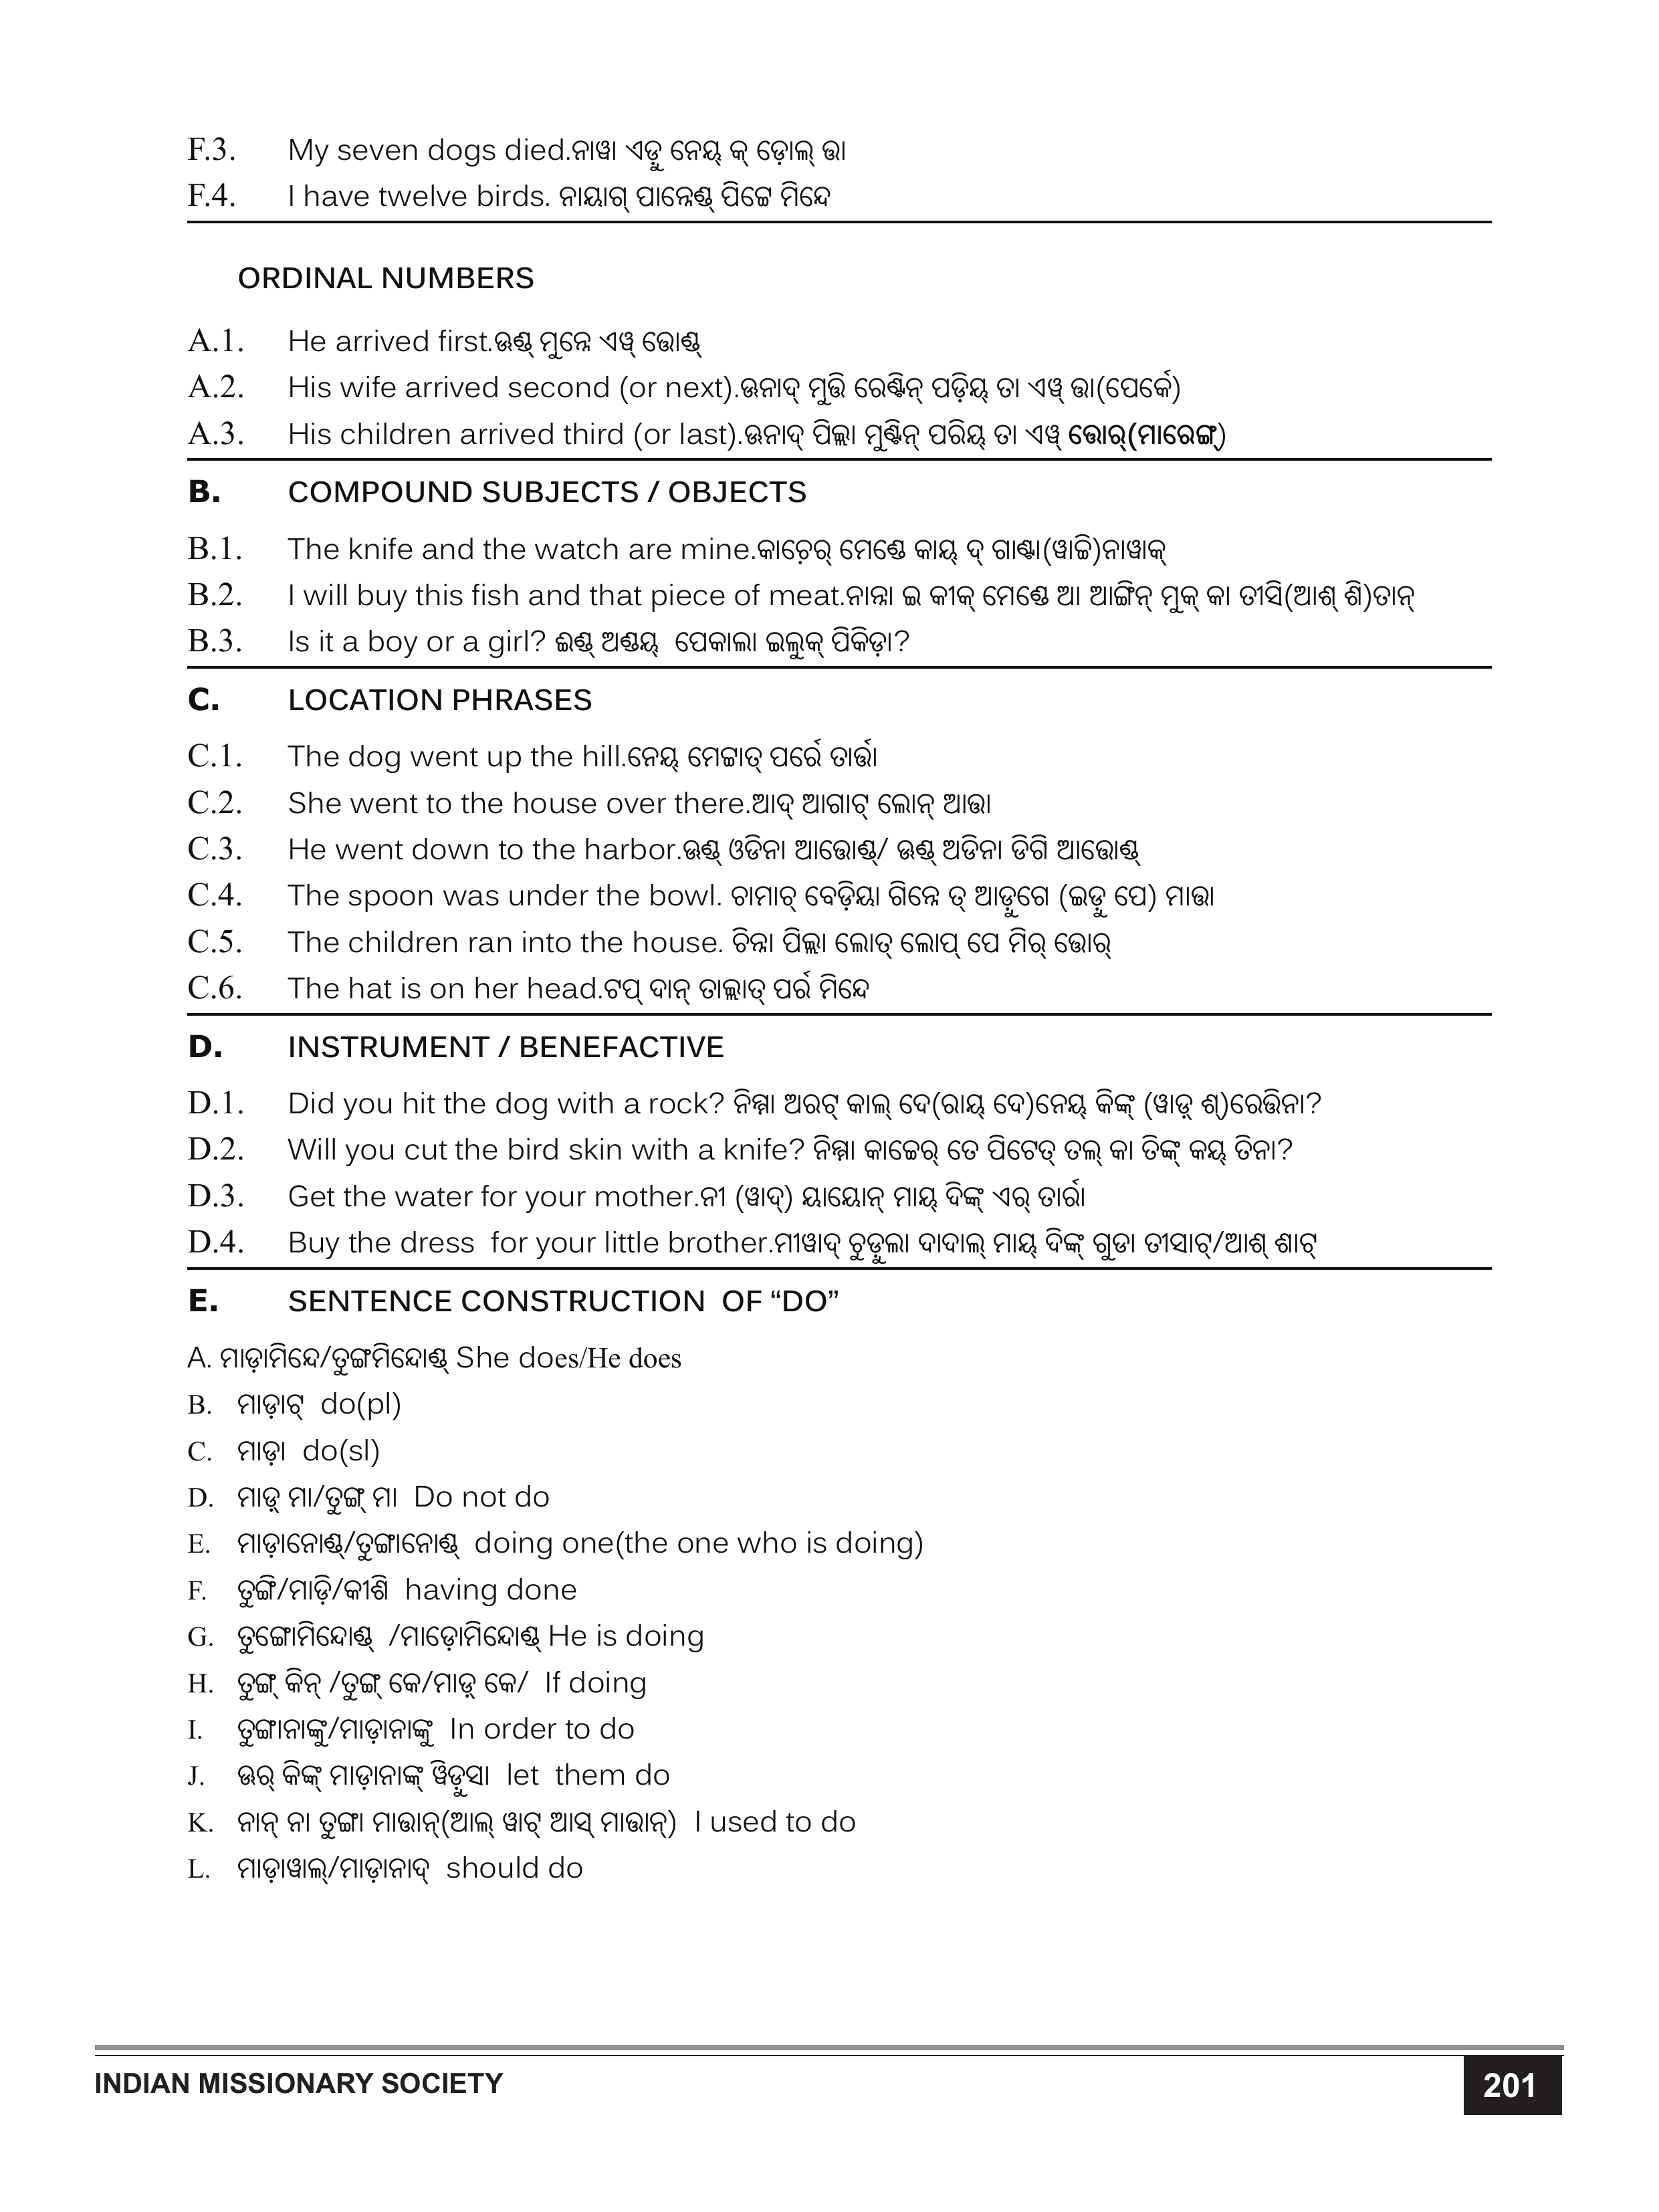 F.3. My seven dogs died.ନାୱା ଏଡ଼ୁ ନେୟ୍ କ୍ ଡ଼ୋଲ୍ ତ୍ତା
F.4. I have twelve birds. ନାୟାଗ୍ ପାନ୍ନେଣ୍ଡ୍ ପିଟ୍ଟେ ମିନ୍ଦେ
ORDINAL NUMBERS
A.1. He arrived first.ଊଣ୍ଡ୍ ମୁନ୍ନେ ଏୱ୍ ତ୍ତୋଣ୍ଡ୍
A.2. His wife arrived second (or next).ଊନାଦ୍ ମୁତ୍ତି ରେଣ୍ଟିନ୍ ପଡ଼ିୟ୍ ତା ଏୱ୍ ତ୍ତା(ପେର୍କେ)
A.3. His children arrived third (or last).ଊନାଦ୍ ପିଲ୍ଲା ମୁଣ୍ଟିନ୍ ପରିୟ୍ ତା ଏୱ୍ ତ୍ତୋର୍(ମାରେଙ୍ଗ୍)
B. COMPOUND SUBJECTS / OBJECTS
B.1. The knife and the watch are mine.କାଚ଼େର୍ ମେଣ୍ଡେ କାୟ୍ ଦ୍ ଗାଣ୍ଟା(ୱାଚ୍ଚି)ନାୱାକ୍
B.2. I will buy this fish and that piece of meat.ନାନ୍ନା ଇ କୀକ୍ ମେଣ୍ଡେ ଆ ଆଙ୍ଗିନ୍ ମୁକ୍ କା ତୀସି(ଆଶ୍ ଶି)ତାନ୍
B.3. Is it a boy or a girl? ଈଣ୍ଡ୍ ଅଣ୍ଡୟ୍ ପେକାଲା ଇଲୁକ୍ ପିକିଡ଼ା?
C. LOCATION PHRASES
C.1. The dog went up the hill.ନେୟ୍ ମେଟ୍ଟାତ୍ ପର୍ରେ ତାର୍ତ୍ତା
C.2. She went to the house over there.ଆଦ୍ ଆଗାଟ୍ ଲୋନ୍ ଆତ୍ତା
C.3. He went down to the harbor.ଊଣ୍ଡ୍ ଓଡିନା ଆତ୍ତୋଣ୍ଡ୍/ ଊଣ୍ଡ୍ ଅଡିନା ଡିଗି ଆତ୍ତୋଣ୍ଡ୍
C.4. The spoon was under the bowl. ଚାମାଚ୍ ବେଡ଼ିୟା ଗିନ୍ନେ ତ୍ ଆଡ଼ୁଗେ (ଇଡ଼ୁ ପେ) ମାତ୍ତା
C.5. The children ran into the house. ଚିନ୍ନା ପିଲ୍ଲା ଲୋତ୍ ଲୋପ୍ ପେ ମିର୍ ତ୍ତୋର୍
C.6. The hat is on her head.ଟପ୍ ଦାନ୍ ତାଲ୍ଲାତ୍ ପର୍ର ମିନ୍ଦେ
D. INSTRUMENT / BENEFACTIVE
D.1. Did you hit the dog with a rock? ନିମ୍ମା ଅରଟ୍ କାଲ୍ ଦେ(ରାୟ୍ ଦେ)ନେୟ୍ କିଙ୍କ୍ (ୱାଡ଼୍ ଶ୍)ରେତ୍ତିନା?
D.2. Will you cut the bird skin with a knife? ନିମ୍ମା କାଚ୍ଚେର୍ ତେ ପିଟେତ୍ ତଲ୍ କା ତିଙ୍କ୍ କୟ୍ ତିନା?
D.3. Get the water for your mother.ନୀ (ୱାଦ୍) ୟାୟୋନ୍ ମାୟ୍ ଦିଙ୍କ୍ ଏର୍ ତାର୍ରା
D.4. Buy the dress for your little brother.ମୀୱାଦ୍ ଚୁଡ଼ୁଲା ଦାଦାଲ୍ ମାୟ୍ ଦିଙ୍କ୍ ଗୁଡା ତୀସାଟ୍/ଆଶ୍ ଶାଟ୍
E. SENTENCE CONSTRUCTION OF “DO”
A. ମାଡ଼ାମିନ୍ଦେ/ତୁଙ୍ଗମିନ୍ଦୋଣ୍ଡ୍ She does/He does
B. ମାଡ଼ାଟ୍ do(pl)
C. ମାଡ଼ା do(sl)
D. ମାଡ଼୍ ମା/ତୁଙ୍ଗ୍ ମା Do not do
E. ମାଡ଼ାନୋଣ୍ଡ୍/ତୁଙ୍ଗାନୋଣ୍ଡ୍ doing one(the one who is doing)
F. ତୁଙ୍ଗି/ମାଡ଼ି/କୀଶି having done
G. ତୁଙ୍ଗୋମିନ୍ଦୋଣ୍ଡ୍ /ମାଡ଼ୋମିନ୍ଦୋଣ୍ଡ୍ He is doing
H. ତୁଙ୍ଗ୍ କିନ୍ /ତୁଙ୍ଗ୍ କେ/ମାଡ଼୍ କେ/ If doing
I. ତୁଙ୍ଗାନାଙ୍କୁ/ମାଡ଼ାନାଙ୍କୁ In order to do
J. ଊର୍ କିଙ୍କ୍ ମାଡ଼ାନାଙ୍କ୍ ୱିଡ଼ୁସା let them do
K. ନାନ୍ ନା ତୁଙ୍ଗା ମାତ୍ତାନ୍(ଆଲ୍ ୱାଟ୍ ଆସ୍ ମାତ୍ତାନ୍) I used to do
L. ମାଡ଼ାୱାଲ୍/ମାଡ଼ାନାଦ୍ should do
INDIAN MISSIONARY SOCIETY
201